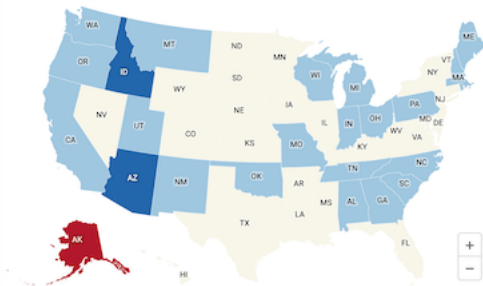 WA
ME
MT
ND
MN
VT
OR
ID
SD
WI
NY
MA
WY
MI
IA
NE
PA
NJ
NV
IL
IN
OH
MD
DE
UT
CO
WV
CA
KS
MO
VA
KY
NC
TN
AZ
OK
NM
AR
SC
MS
AL
GA
LA
TX
AK
FL
HI
+
−